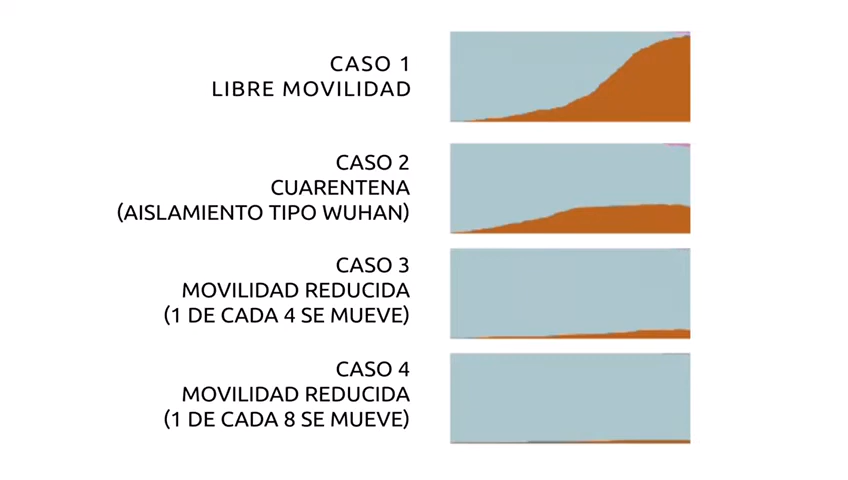 CASO 1
LIBRE MOVILIDAD
CASO 2
CUARENTENA
(AISLAMIENTO TIPO WUHAN)
CASO 3
MOVILIDAD REDUCIDA
(1 DE CADA 4 SE MUEVE)
CASO 4
MOVILIDAD REDUCIDA
(1 DE CADA 8 SE MUEVE)